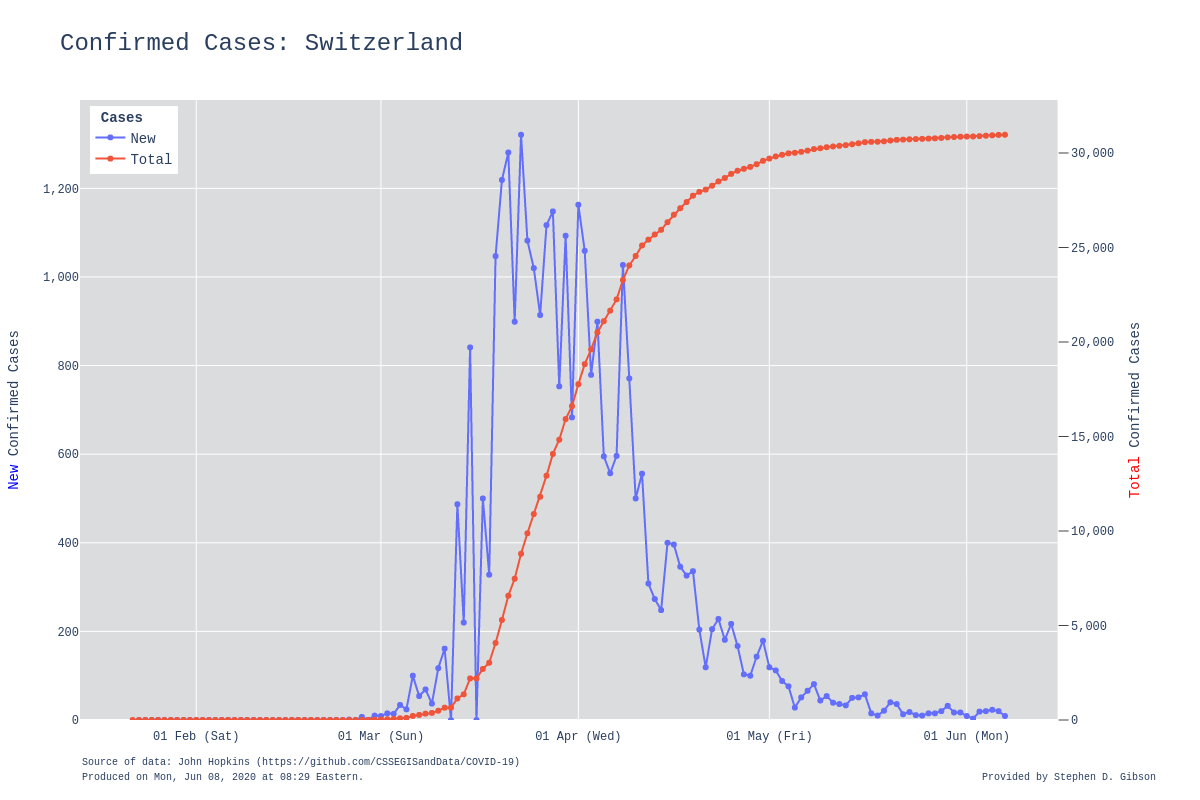 Confirmed Cases: Switzerland
Cases
New
Total
1,200
1,000
800
600
400
200
0
New Confirmed Cases
30,000
25,000
20,000
15,000
10,000
5,000
0
Total Confirmed Cases
01 Feb (Sat)
01 Mar (Sun)
01 Apr (Wed)
01 May (Fri)
01 Jun (Mon)
Source of data: John Hopkins (https://github.com/CSSEGISandData/COVID-19)
Produced on Mon, Jun 08, 2020 at 08:29 Eastern.
Provided by Stephen D. Gibson